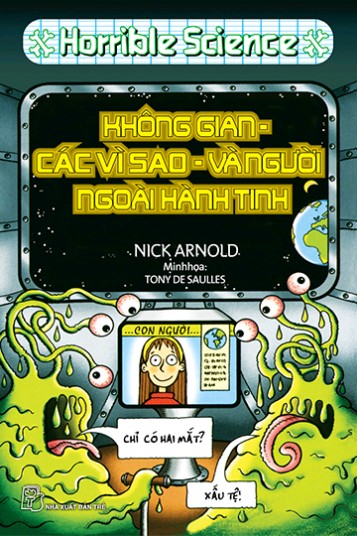 Horrible Science
KHÔNG GIAN -
CÁC VÌ SAO - VÀ NGƯỜI
NGOÀI HÀNH TINH
NICK ARNOLD
Minh họa:
TONY DE SAULLES
...CON NGƯỜI...
CHỈ CÓ HAI MẮT?
XẤU TỆ!
NHÀ XUẤT BẢN TRẺ